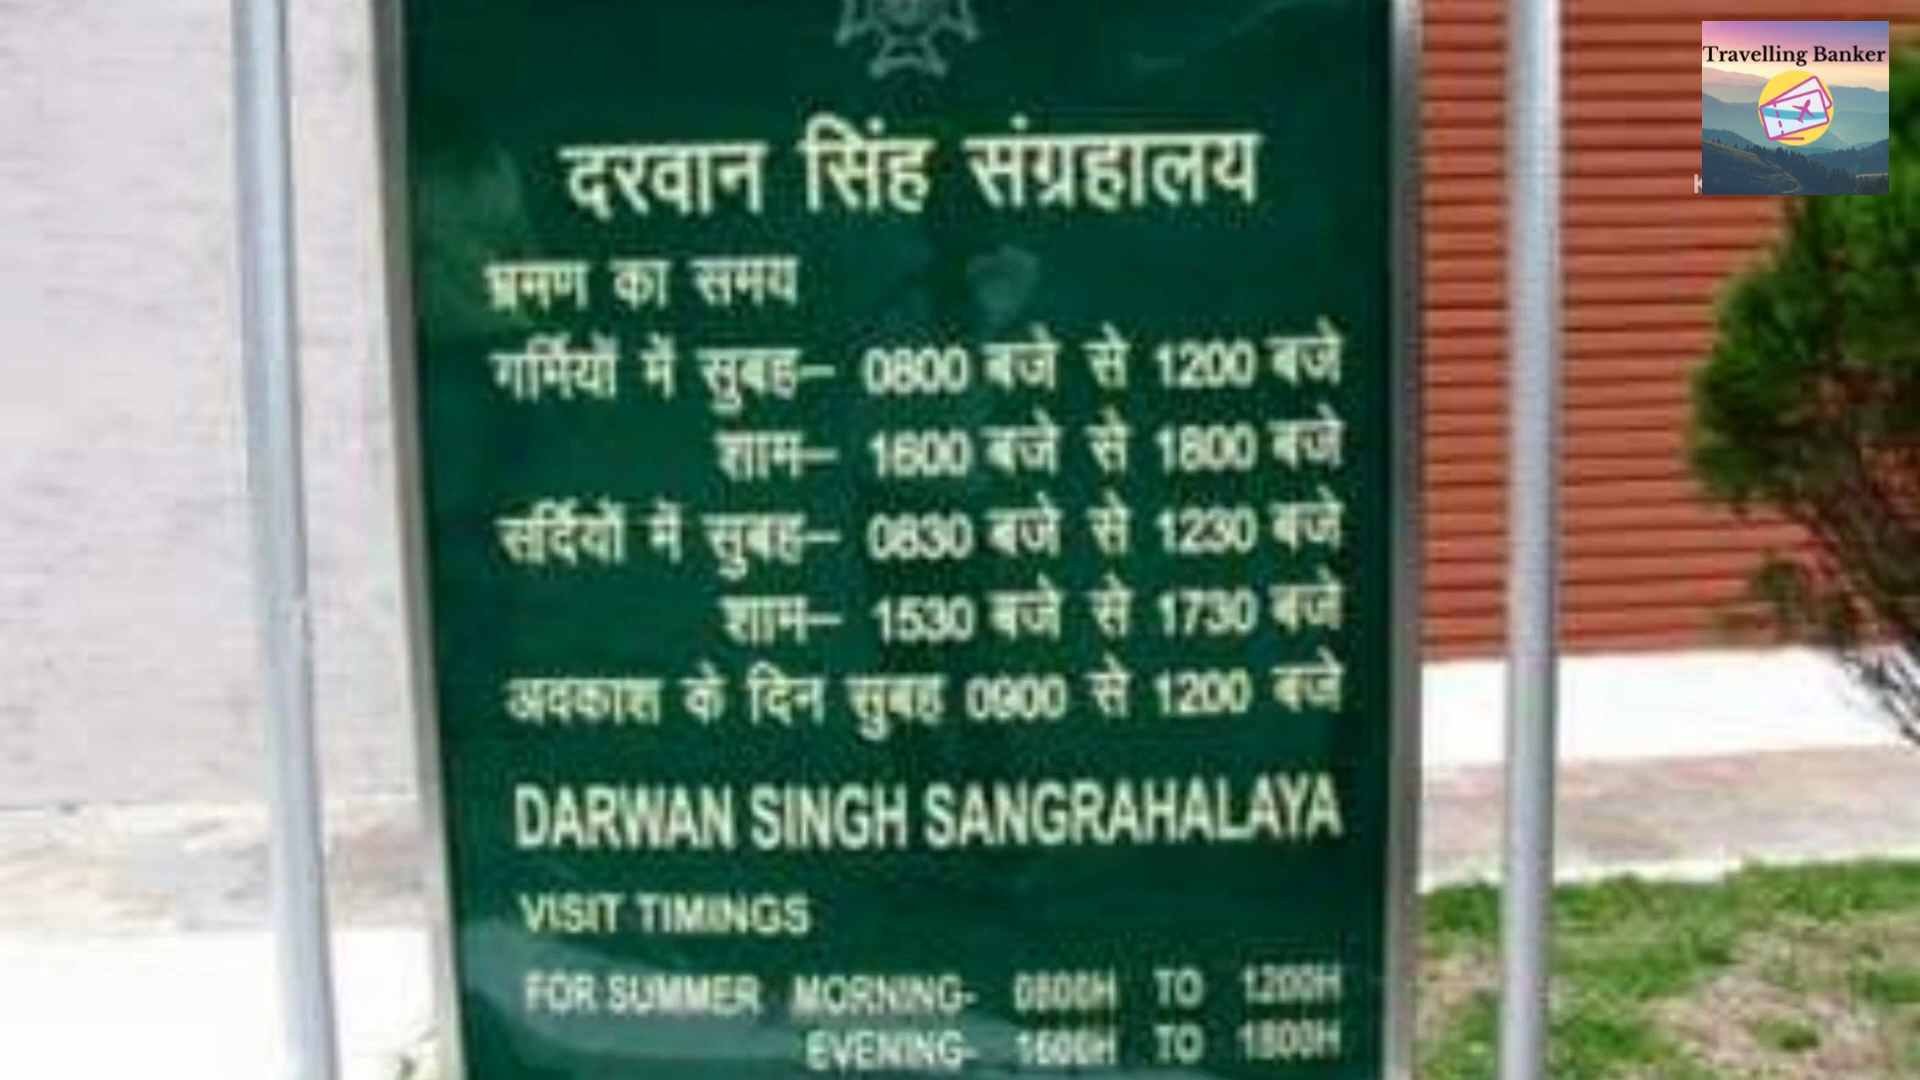 Travelling Banker
दरवान सिंह संग्रहालय
भ्रमण का समय
गर्मियों में सुबह– 0800 बजे से 1200 बजे
शाम– 1600 बजे से 1800 बजे
सर्दियों में सुबह– 0830 बजे से 1230 बजे
शाम– 1530 बजे से 1730 बजे
अवकाश के दिन सुबह 0900 से 1200 बजे
DARWAN SINGH SANGRAHALAYA
VISIT TIMINGS
FOR SUMMER MORNING- 0800H TO 1200H
EVENING- 1600H TO 1800H